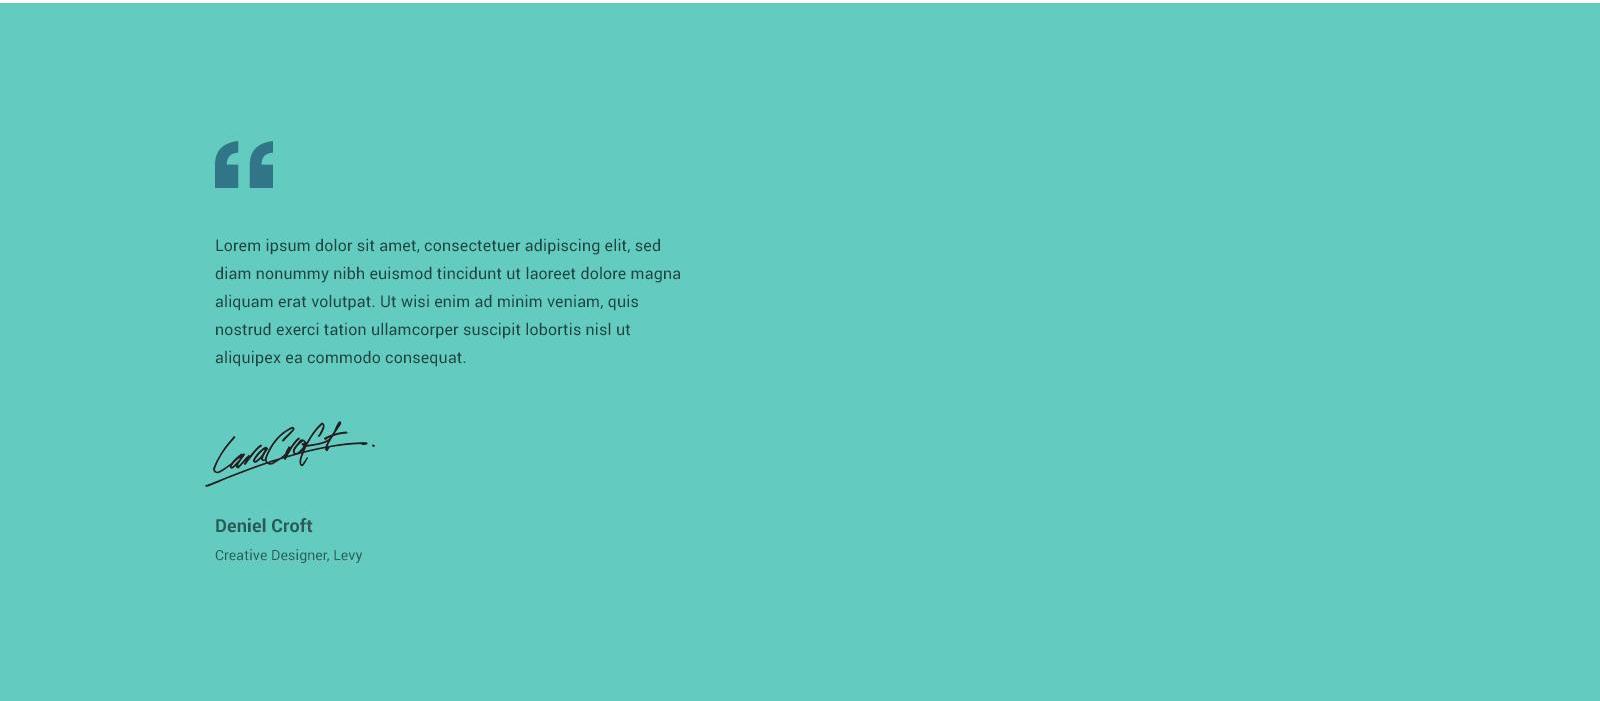 “
Lorem ipsum dolor sit amet, consectetuer adipiscing elit, sed
diam nonummy nibh euismod tincidunt ut laoreet dolore magna
aliquam erat volutpat. Ut wisi enim ad minim veniam, quis
nostrud exerci tation ullamcorper suscipit lobortis nisl ut
aliquipex ea commodo consequat.
Lara Croft.
Deniel Croft
Creative Designer, Levy